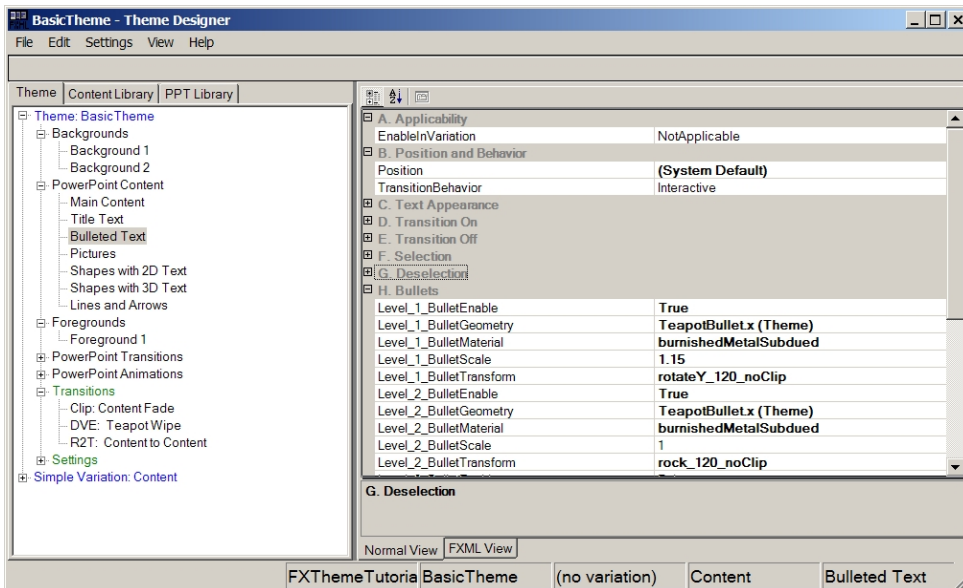 BasicTheme - Theme Designer
File Edit Settings View Help
Theme Content Library PPT Library
Theme: BasicTheme
Backgrounds
Background 1
Background 2
PowerPoint Content
Main Content
Title Text
Bulleted Text
Pictures
Shapes with 2D Text
Shapes with 3D Text
Lines and Arrows
Foregrounds
Foreground 1
PowerPoint Transitions
PowerPoint Animations
Transitions
Clip: Content Fade
DVE: Teapot Wipe
R2T: Content to Content
Settings
Simple Variation: Content
A. Applicability
EnableInVariation NotApplicable
B. Position and Behavior
Position (System Default)
TransitionBehavior Interactive
C. Text Appearance
D. Transition On
E. Transition Off
F. Selection
G. Deselection
H. Bullets
Level_1_BulletEnable True
Level_1_BulletGeometry TeapotBullet.x (Theme)
Level_1_BulletMaterial burnishedMetalSubdued
Level_1_BulletScale 1.15
Level_1_BulletTransform rotateY_120_noClip
Level_2_BulletEnable True
Level_2_BulletGeometry TeapotBullet.x (Theme)
Level_2_BulletMaterial burnishedMetalSubdued
Level_2_BulletScale 1
Level_2_BulletTransform rock_120_noClip
G. Deselection
Normal View FXML View
FXThemeTutoria BasicTheme (no variation) Content Bulleted Text